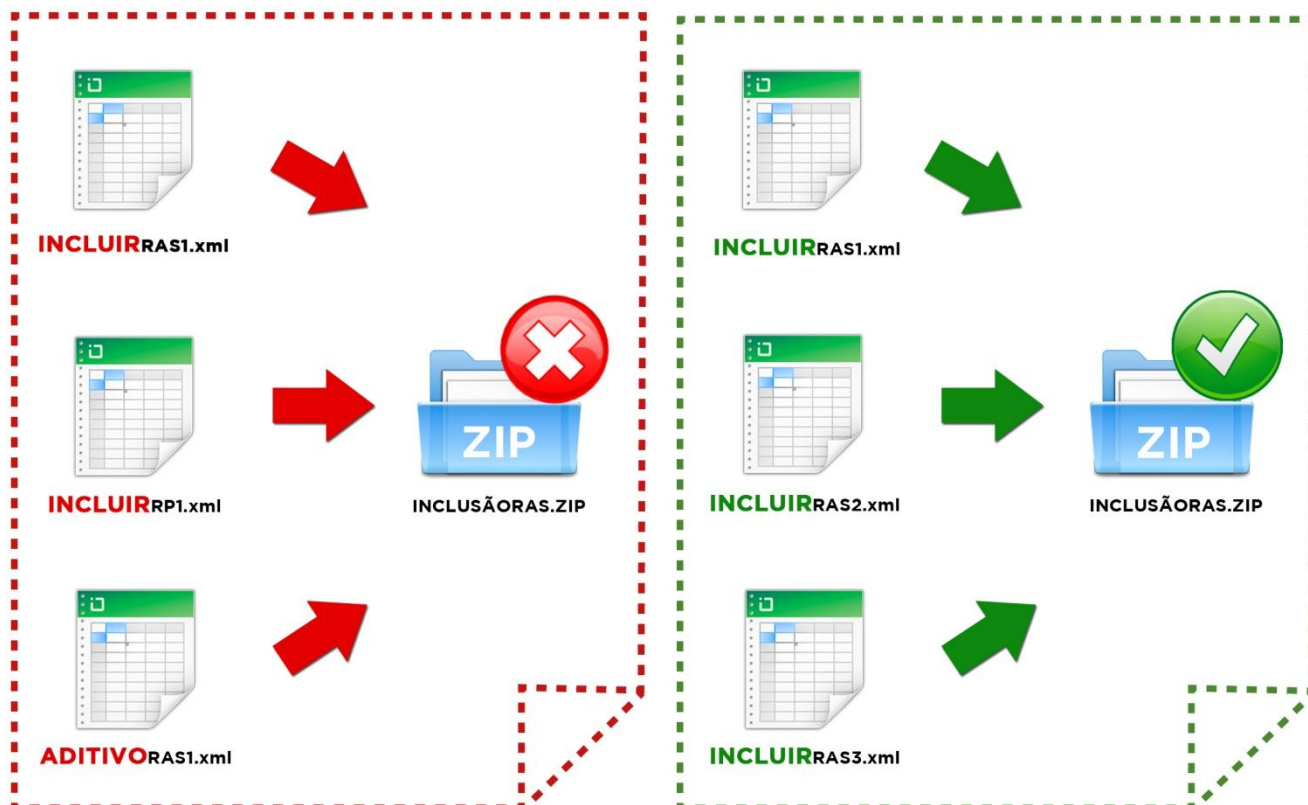 INCLUIRRAS1.xml
INCLUIRRP1.xml
ZIP
INCLUSÃORAS.ZIP
ADITIVORAS1.xml
INCLUIRRAS1.xml
INCLUIRRAS2.xml
ZIP
INCLUSÃORAS.ZIP
INCLUIRRAS3.xml